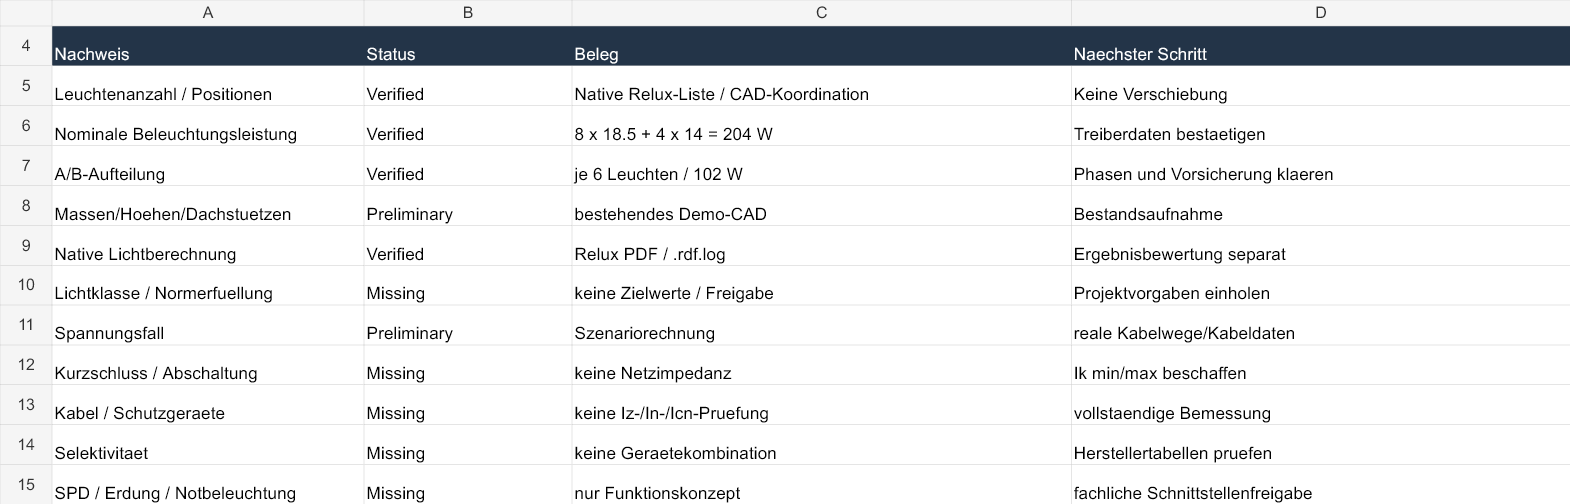 A B C D
4 Nachweis Status Beleg Naechster Schritt
5 Leuchtenanzahl / Positionen Verified Native Relux-Liste / CAD-Koordination Keine Verschiebung
6 Nominale Beleuchtungsleistung Verified 8 x 18.5 + 4 x 14 = 204 W Treiberdaten bestaetigen
7 A/B-Aufteilung Verified je 6 Leuchten / 102 W Phasen und Vorsicherung klaeren
8 Massen/Hoehen/Dachstuetzen Preliminary bestehendes Demo-CAD Bestandsaufnahme
9 Native Lichtberechnung Verified Relux PDF / .rdf.log Ergebnisbewertung separat
10 Lichtklasse / Normerfuellung Missing keine Zielwerte / Freigabe Projektvorgaben einholen
11 Spannungsfall Preliminary Szenariorechnung reale Kabelwege/Kabeldaten
12 Kurzschluss / Abschaltung Missing keine Netzimpedanz Ik min/max beschaffen
13 Kabel / Schutzgeraete Missing keine Iz-/In-/Icn-Pruefung vollstaendige Bemessung
14 Selektivitaet Missing keine Geraetekombination Herstellertabellen pruefen
15 SPD / Erdung / Notbeleuchtung Missing nur Funktionskonzept fachliche Schnittstellenfreigabe